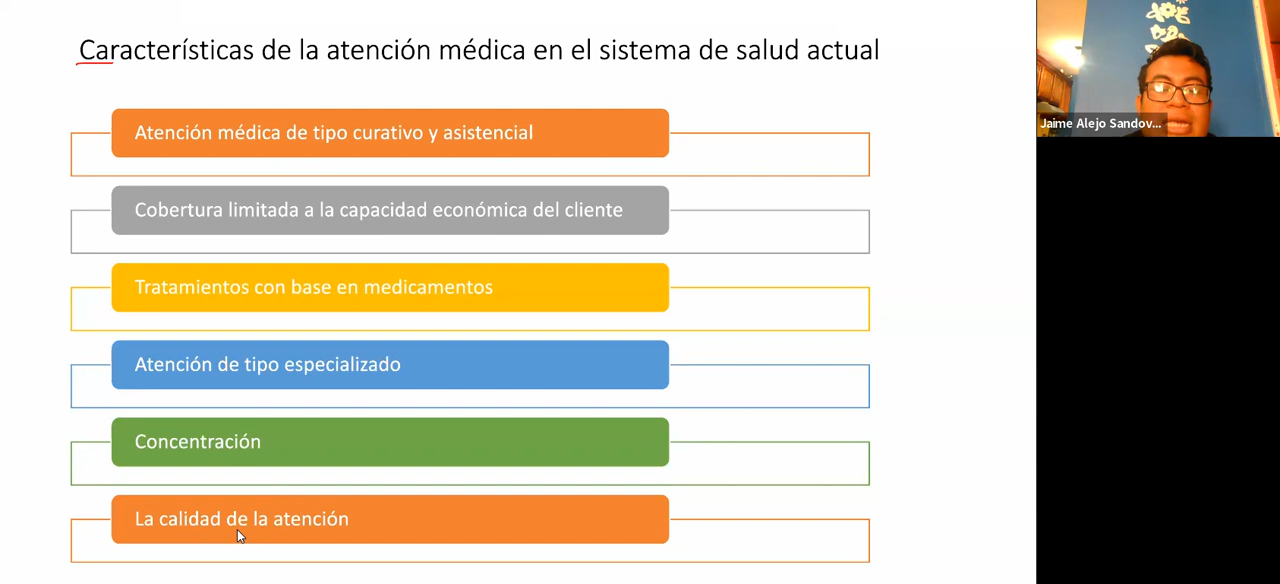 Características de la atención médica en el sistema de salud actual
Atención médica de tipo curativo y asistencial
Cobertura limitada a la capacidad económica del cliente
Tratamientos con base en medicamentos
Atención de tipo especializado
Concentración
La calidad de la atención
Jaime Alejo Sandov...